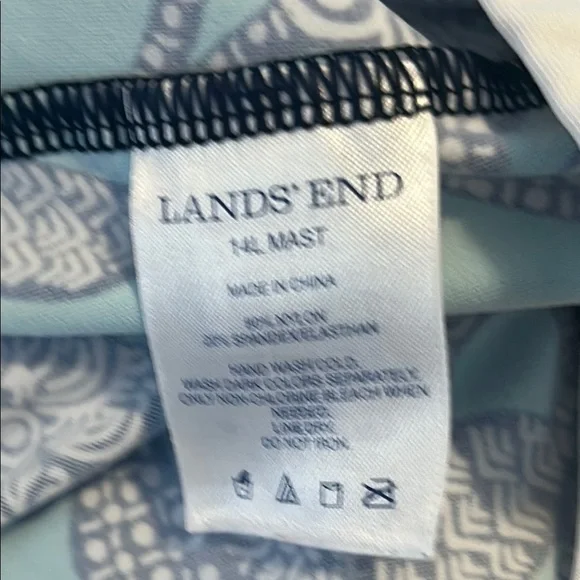 LANDS' END
14L MAST
MADE IN CHINA
80% NYLON
20% SPANDEX/ELASTHAN
HAND WASH COLD.
WASH DARK COLORS SEPARATELY.
ONLY NON-CHLORINE BLEACH WHEN
NEEDED.
LINE DRY.
DO NOT IRON.